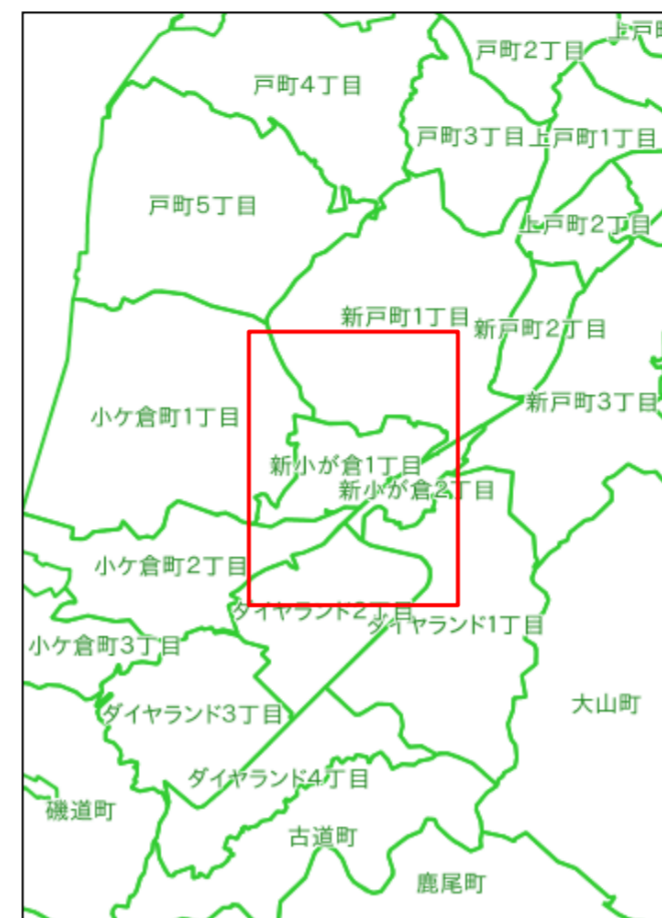 上戸町
戸町2丁目
戸町4丁目
戸町3丁目
上戸町1丁目
戸町5丁目
上戸町2丁目
新戸町1丁目
新戸町2丁目
新戸町3丁目
小ケ倉町1丁目
新小が倉1丁目
新小が倉2丁目
小ケ倉町2丁目
ダイヤランド2丁目
ダイヤランド1丁目
小ケ倉町3丁目
大山町
ダイヤランド3丁目
ダイヤランド4丁目
磯道町
古道町
鹿尾町